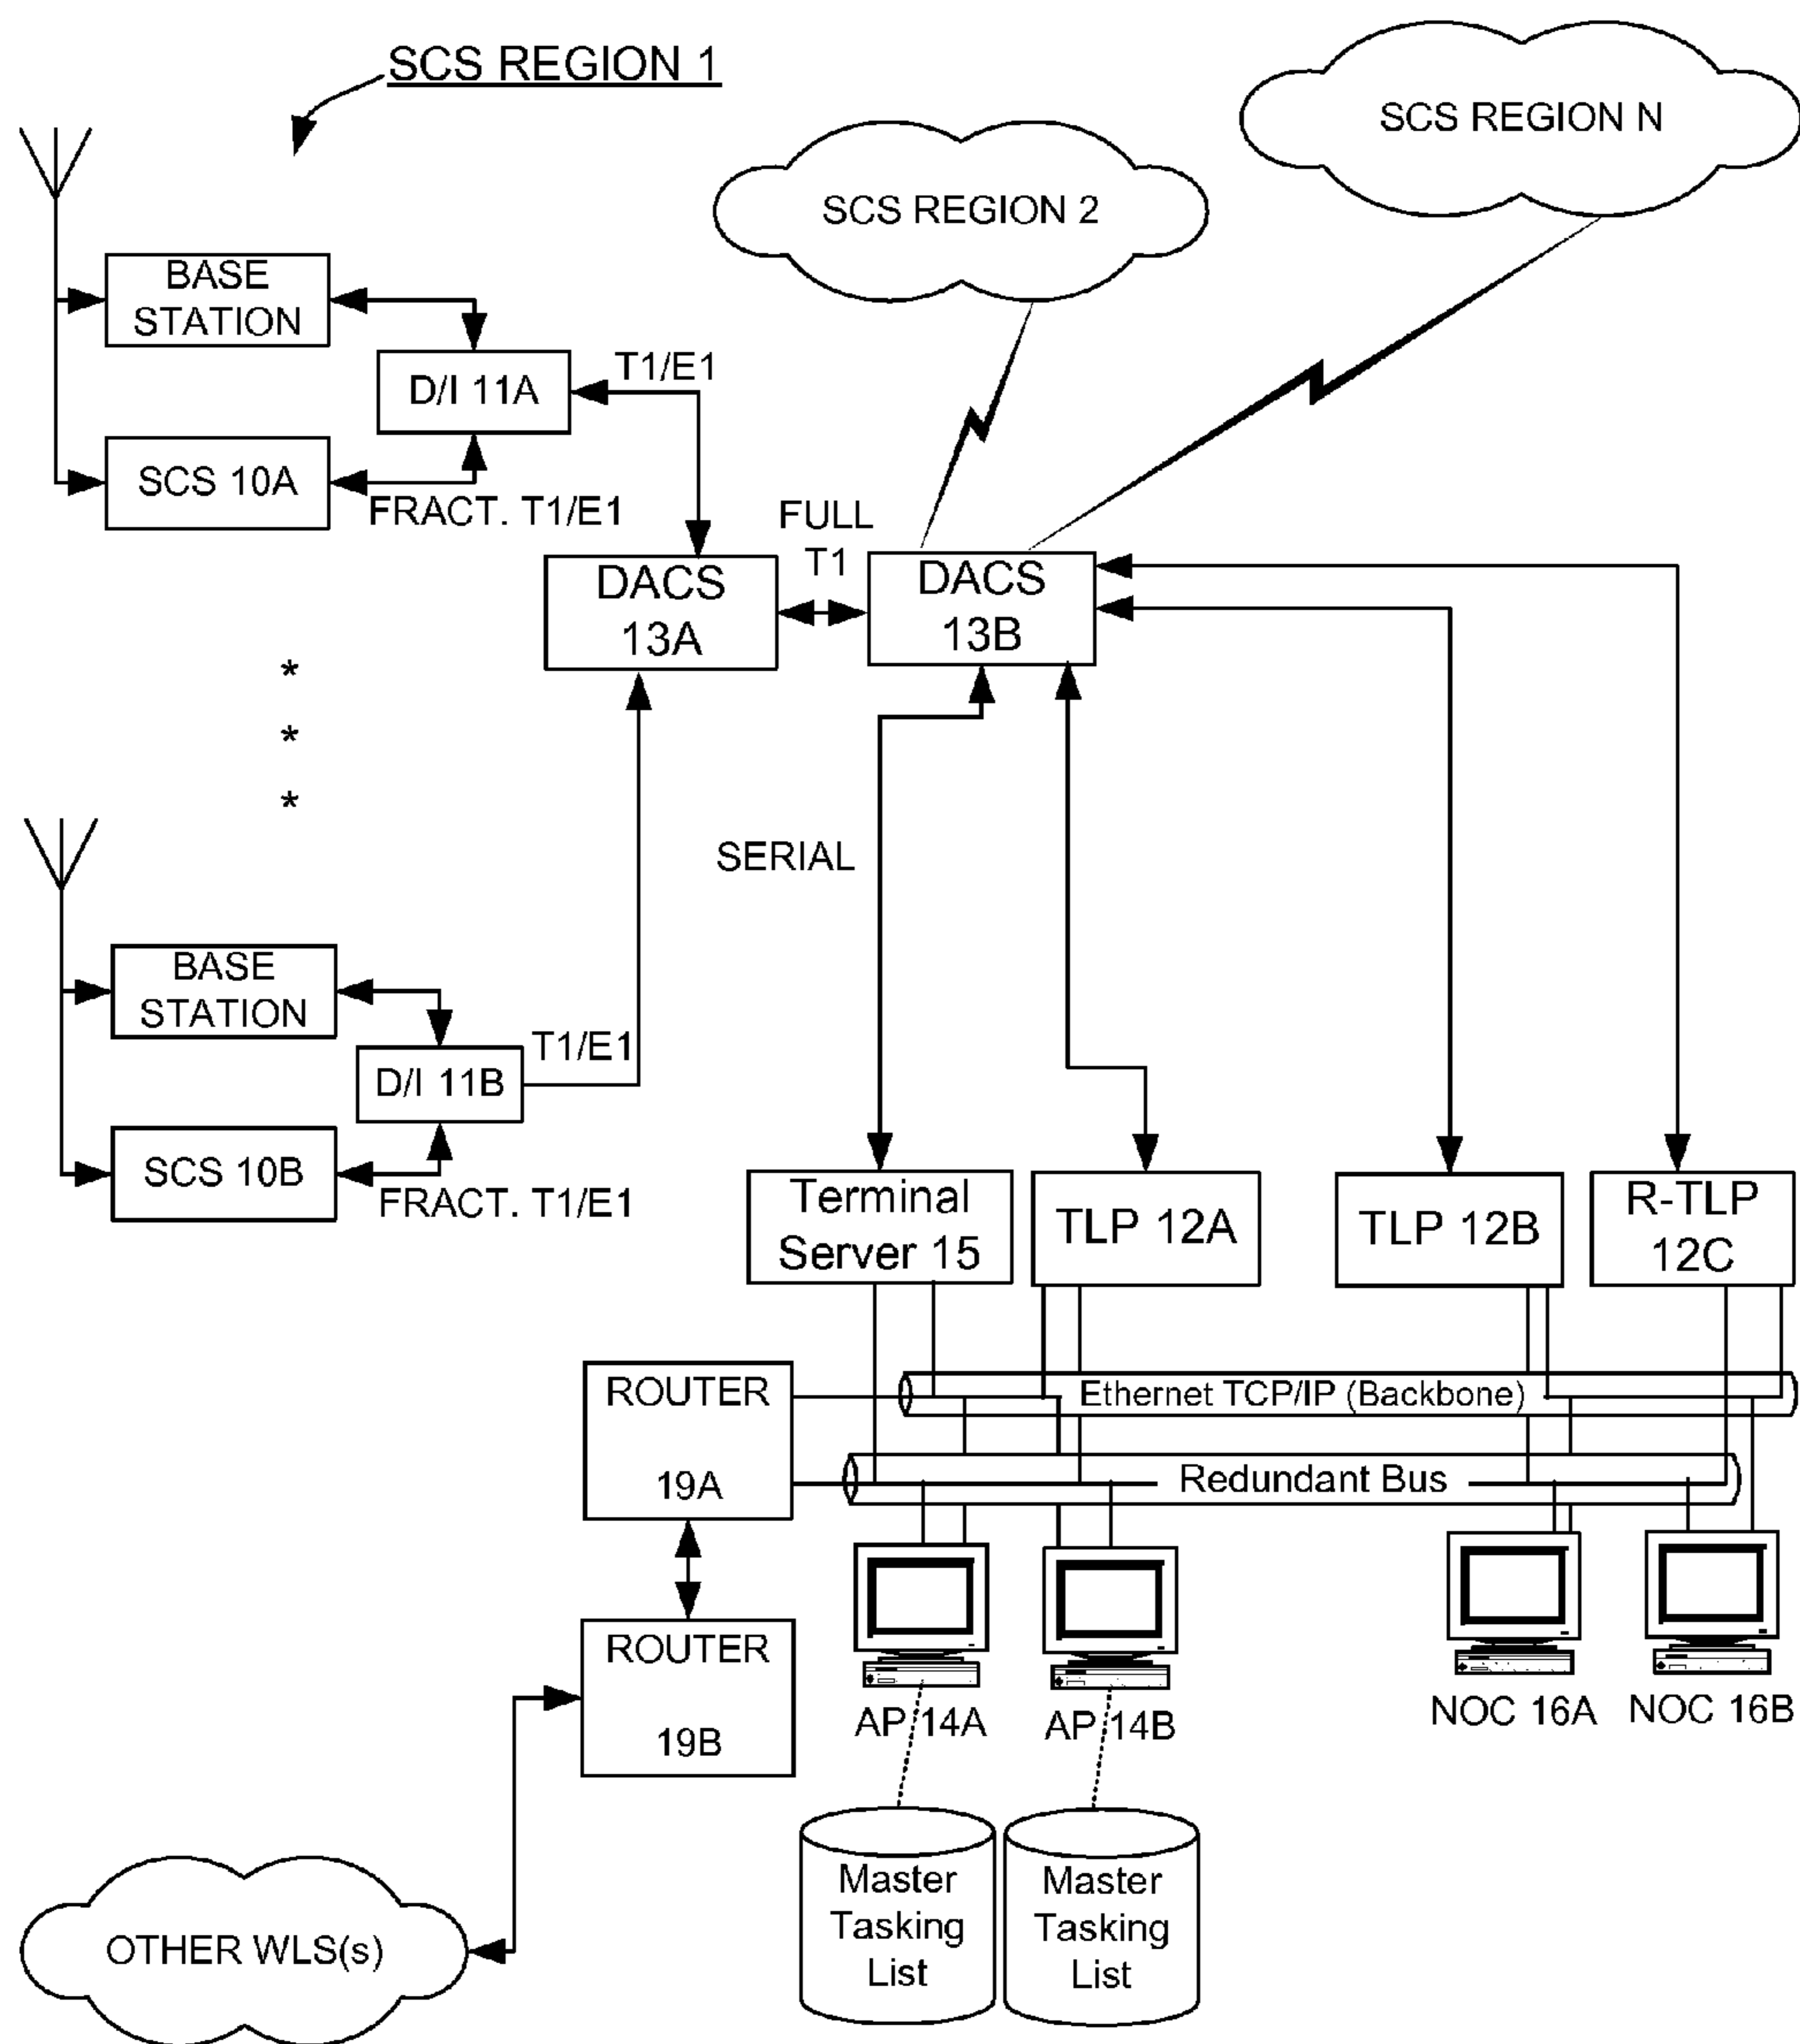 SCS REGION 1
SCS REGION N
SCS REGION 2
BASE
STATION
D/I 11A
T1/E1
SCS 10A
FRACT. T1/E1
FULL
T1
DACS
13A
DACS
13B
*
*
*
SERIAL
BASE
STATION
D/I 11B
T1/E1
SCS 10B
FRACT. T1/E1
Terminal
Server 15
TLP 12A
TLP 12B
R-TLP
12C
ROUTER
19A
Ethernet TCP/IP (Backbone)
Redundant Bus
ROUTER
19B
AP 14A
AP 14B
NOC 16A
NOC 16B
Master
Tasking
List
Master
Tasking
List
OTHER WLS(s)